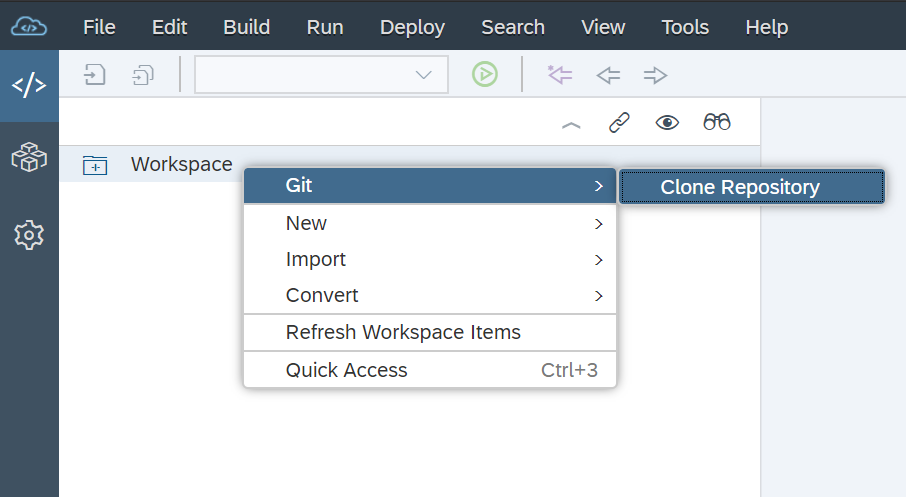 File Edit Build Run Deploy Search View Tools Help
Workspace
Git Clone Repository
New
Import
Convert
Refresh Workspace Items
Quick Access Ctrl+3